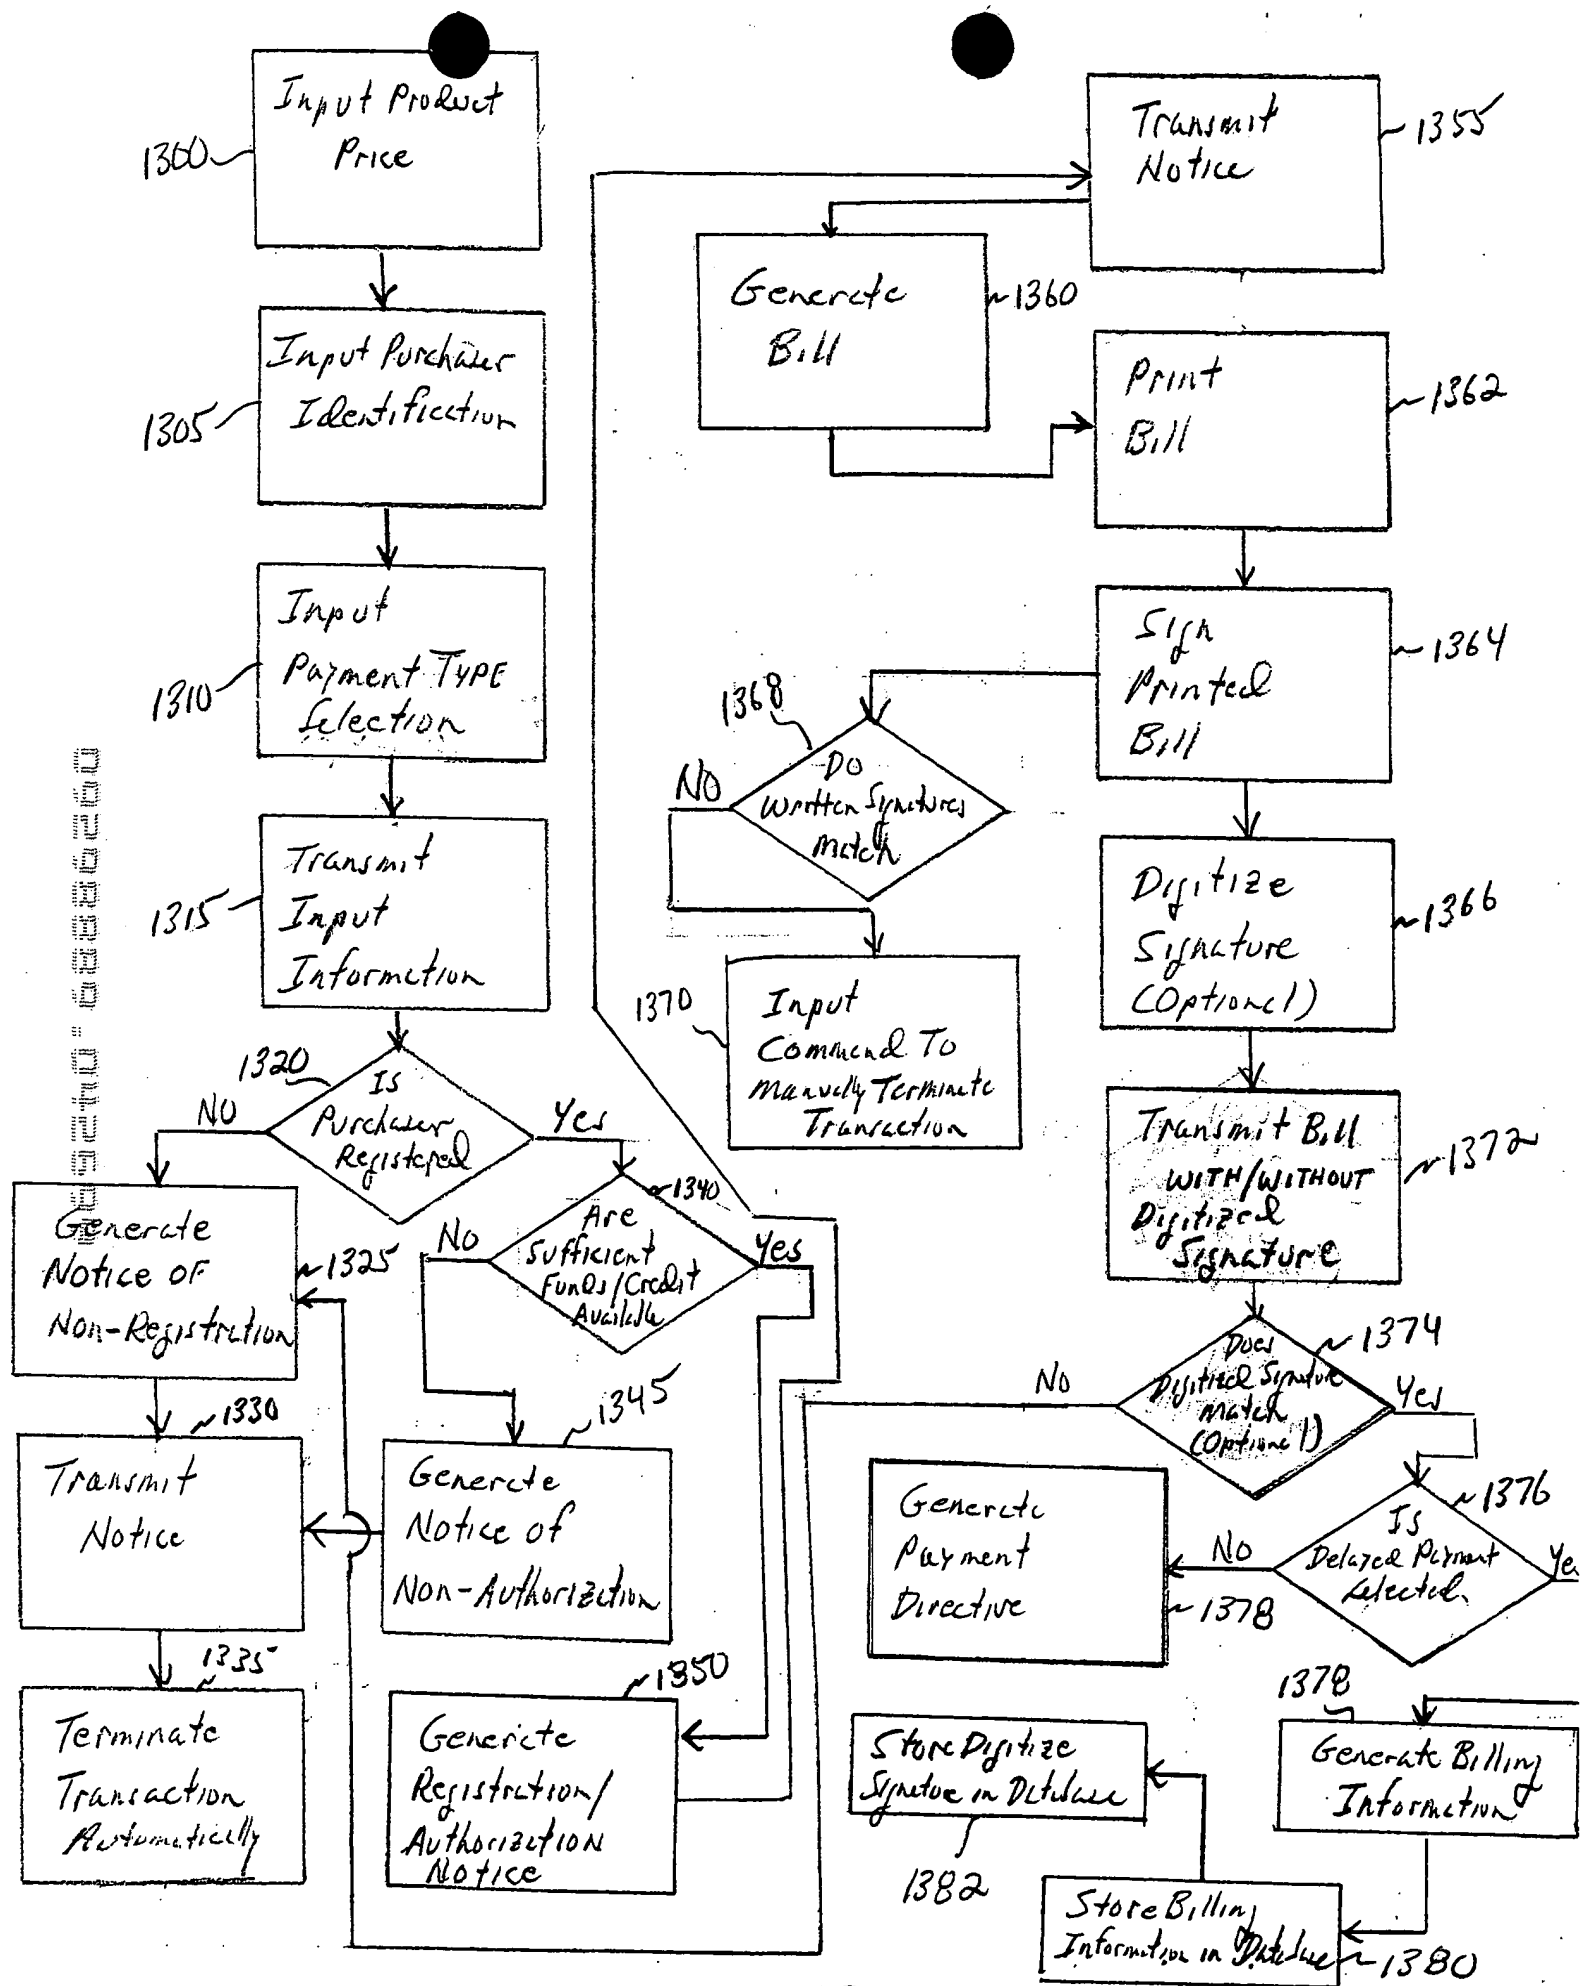 Input Product
Price
1300
Input Purchaser
Identification
1305
Input
Payment TYPE
Selection
1310
Transmit
Input
Information
1315
1320
Is
Purchaser
Registered
NO
Yes
Generate
Notice OF
Non-Registration
1325
1330
Transmit
Notice
1335
Terminate
Transaction
Automatically
1340
Are
Sufficient
Funds/Credit
Available
No
Yes
1345
Generate
Notice of
Non-Authorization
1350
Generate
Registration/
Authorization
Notice
Transmit
Notice
1355
Generate
Bill
1360
Print
Bill
1362
Sign
Printed
Bill
1364
1368
Do
Written Signatures
Match
NO
1370
Input
Command To
Manually Terminate
Transaction
Digitize
Signature
(Optional)
1366
Transmit Bill
WITH/WITHOUT
Digitized
Signature
1372
1374
Does
Digitized Signature
Match
(Optional)
No
Yes
1376
Is
Delayed Payment
Selected
NO
Yes
Generate
Payment
Directive
1378
1378
Generate Billing
Information
Store Billing
Information in Database
1380
Store Digitize
Signature in Database
1382